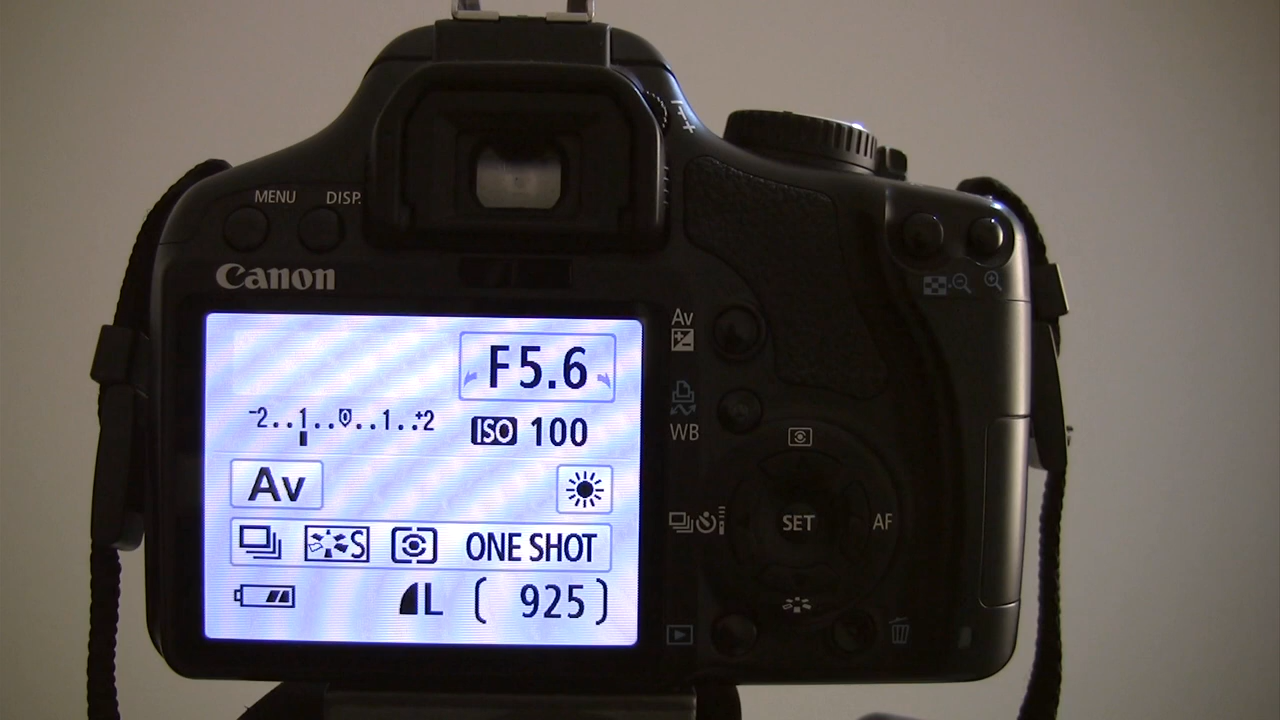 MENU DISP.
Canon
Av
F5.6
-2..1..0..1..+2
ISO 100
WB
Av
SET
AF
S ONE SHOT
L [ 925]